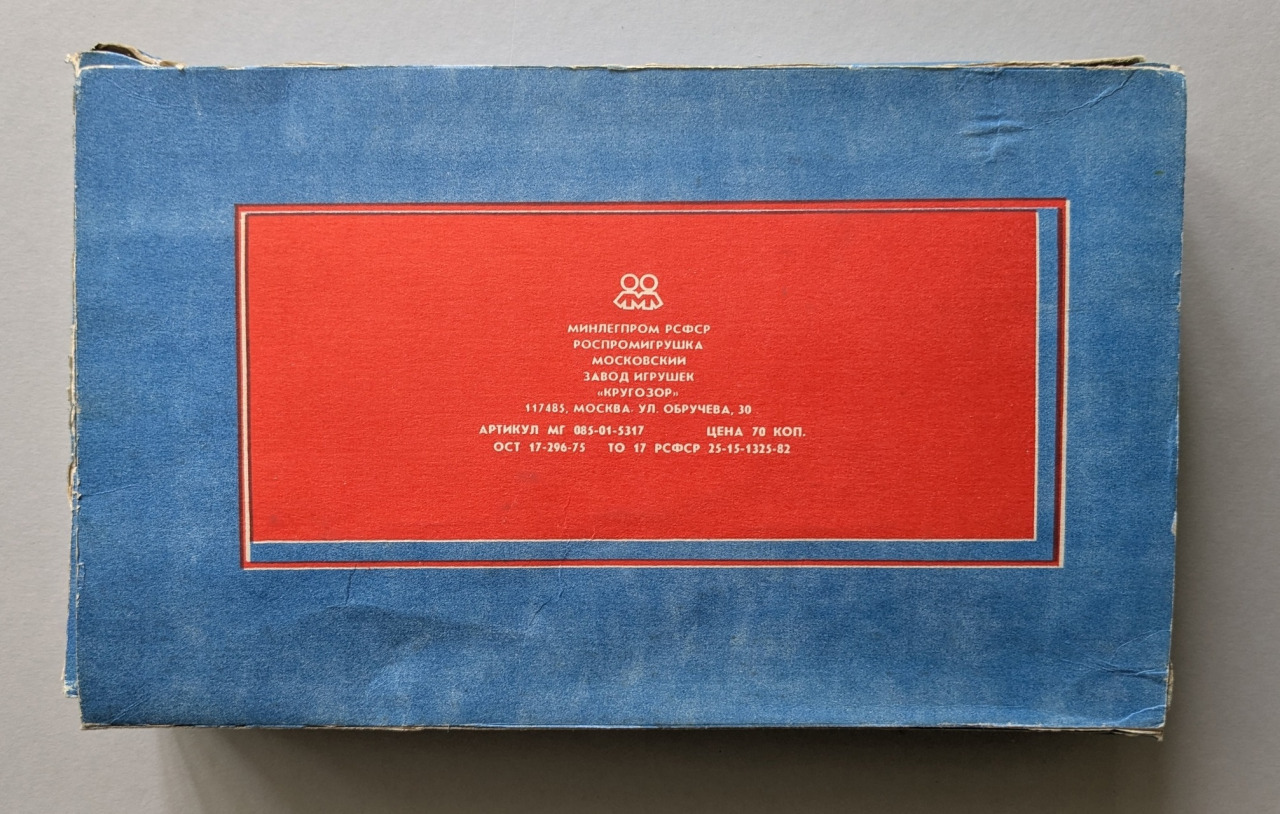 МИНЛЕГПРОМ РСФСР
РОСПРОМИГРУШКА
МОСКОВСКИЙ
ЗАВОД ИГРУШЕК
«КРУГОЗОР»
117485, МОСКВА· УЛ. ОБРУЧЕВА, 30
АРТИКУЛ МГ 085-01-5317 ЦЕНА 70 КОП.
ОСТ 17-296-75 ТО 17 РСФСР 25-15-1325-82